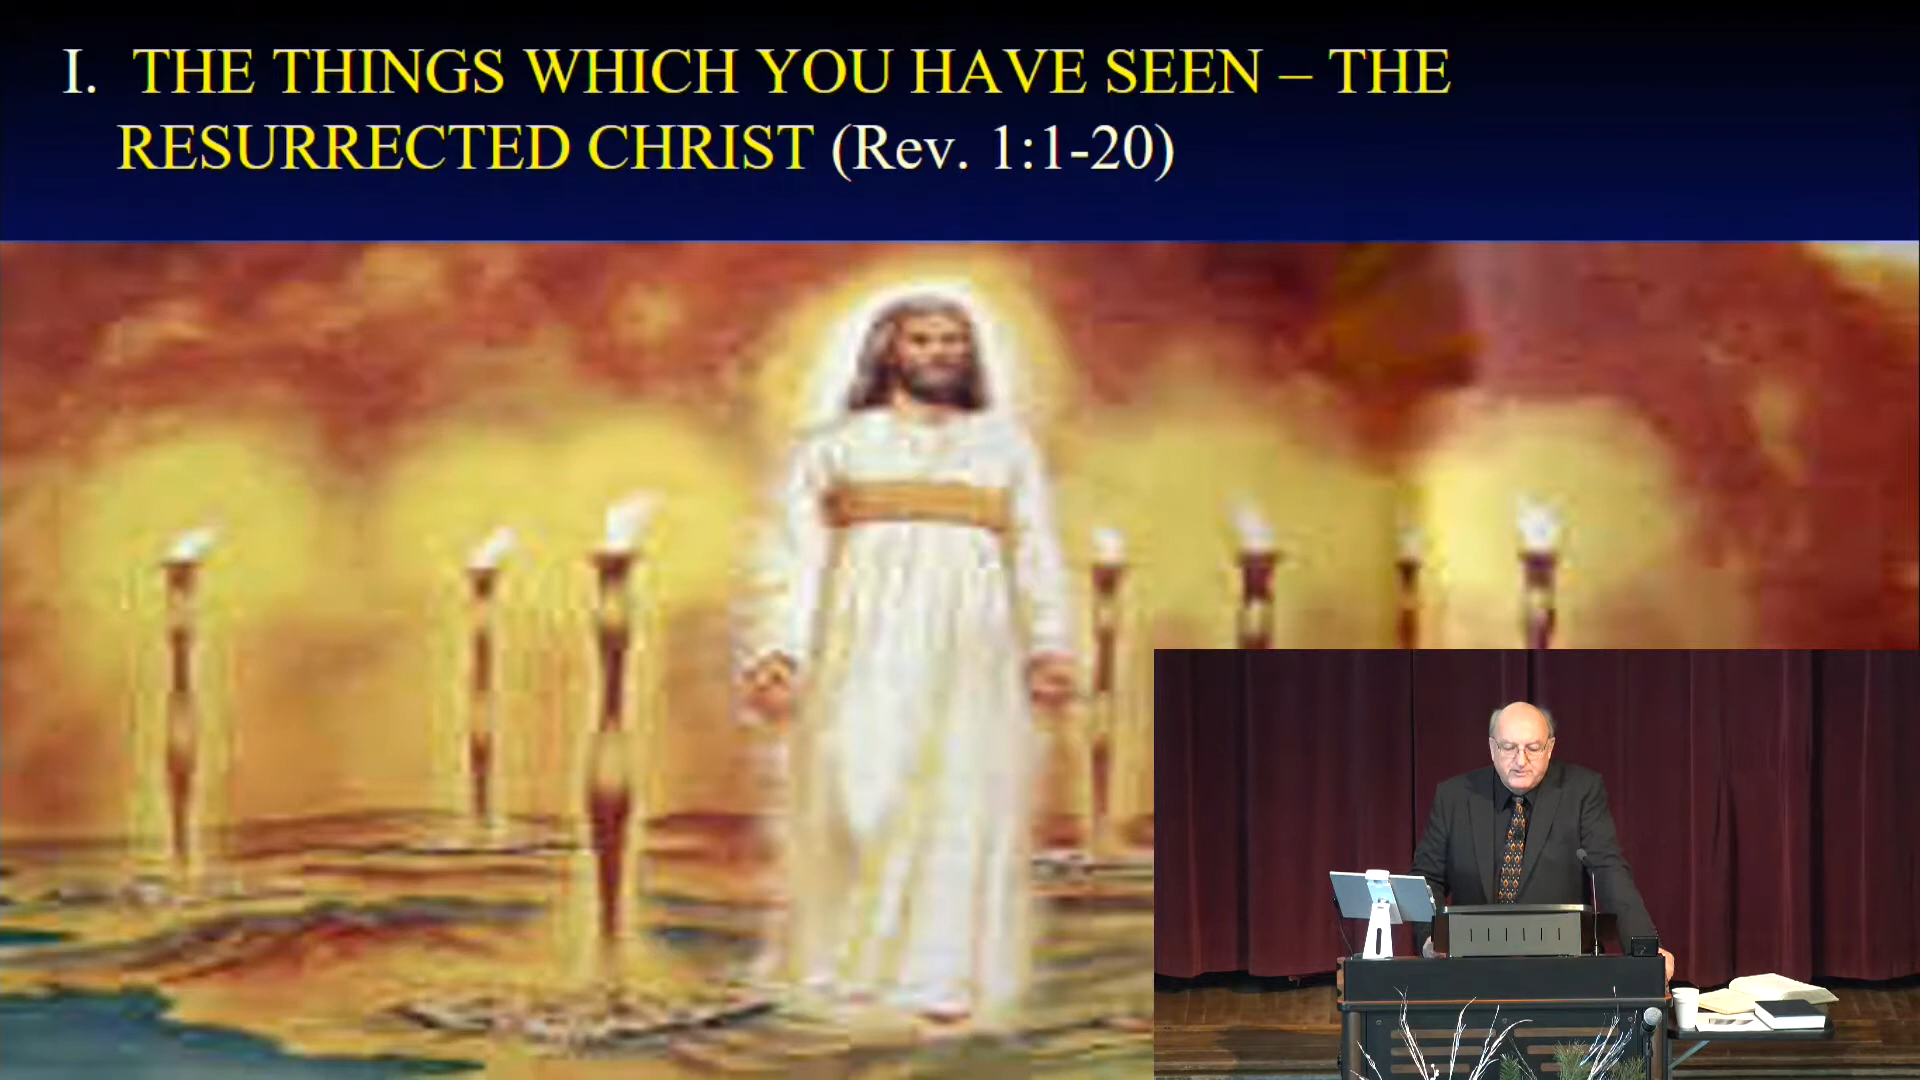 I. THE THINGS WHICH YOU HAVE SEEN – THE
RESURRECTED CHRIST (Rev. 1:1-20)